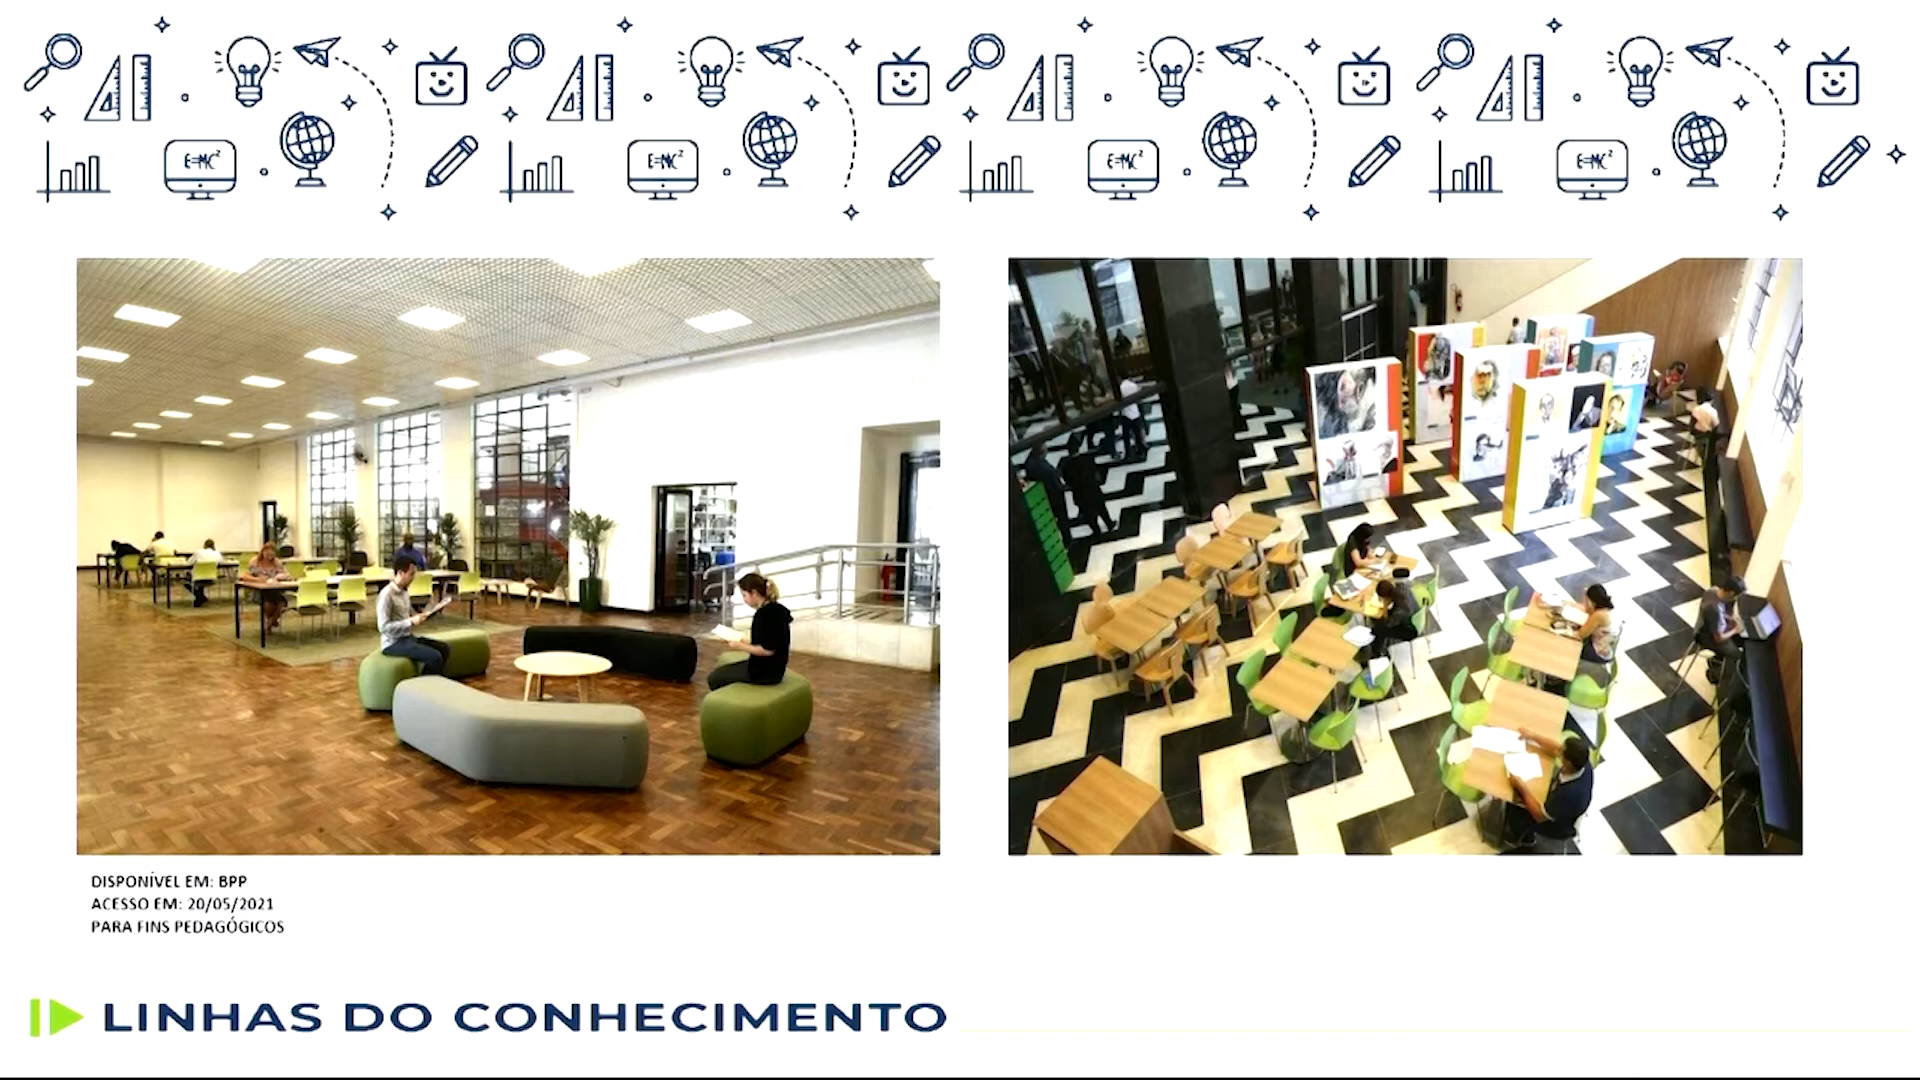 E=MC²
E=MC²
E=MC²
E=MC²
DISPONÍVEL EM: BPP
ACESSO EM: 20/05/2021
PARA FINS PEDAGÓGICOS
LINHAS DO CONHECIMENTO